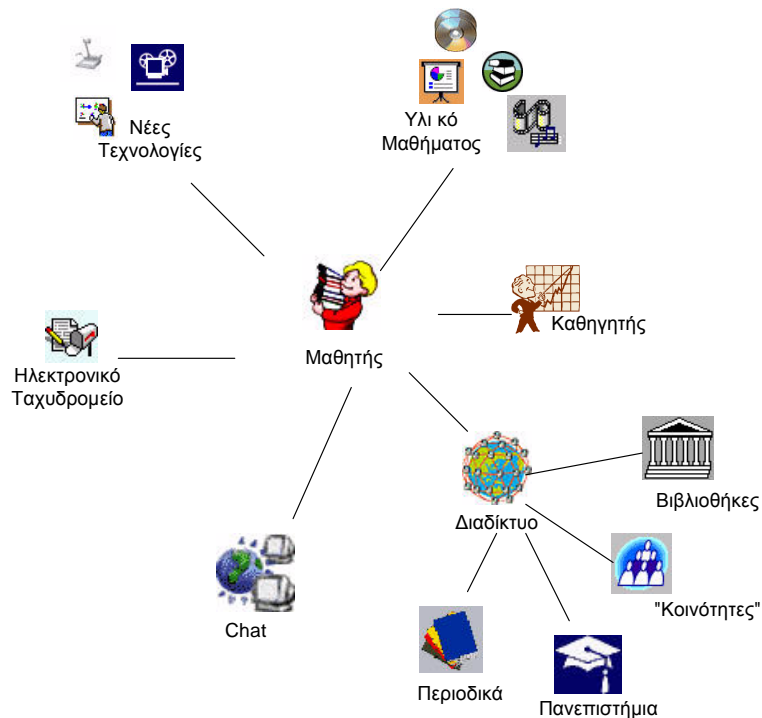 Νέες
Τεχνολογίες
Υλι κό
Μαθήματος
Καθηγητής
Μαθητής
Ηλεκτρονικό
Ταχυδρομείο
Βιβλιοθήκες
Διαδίκτυο
"Κοινότητες"
Chat
Περιοδικά
Πανεπιστήμια